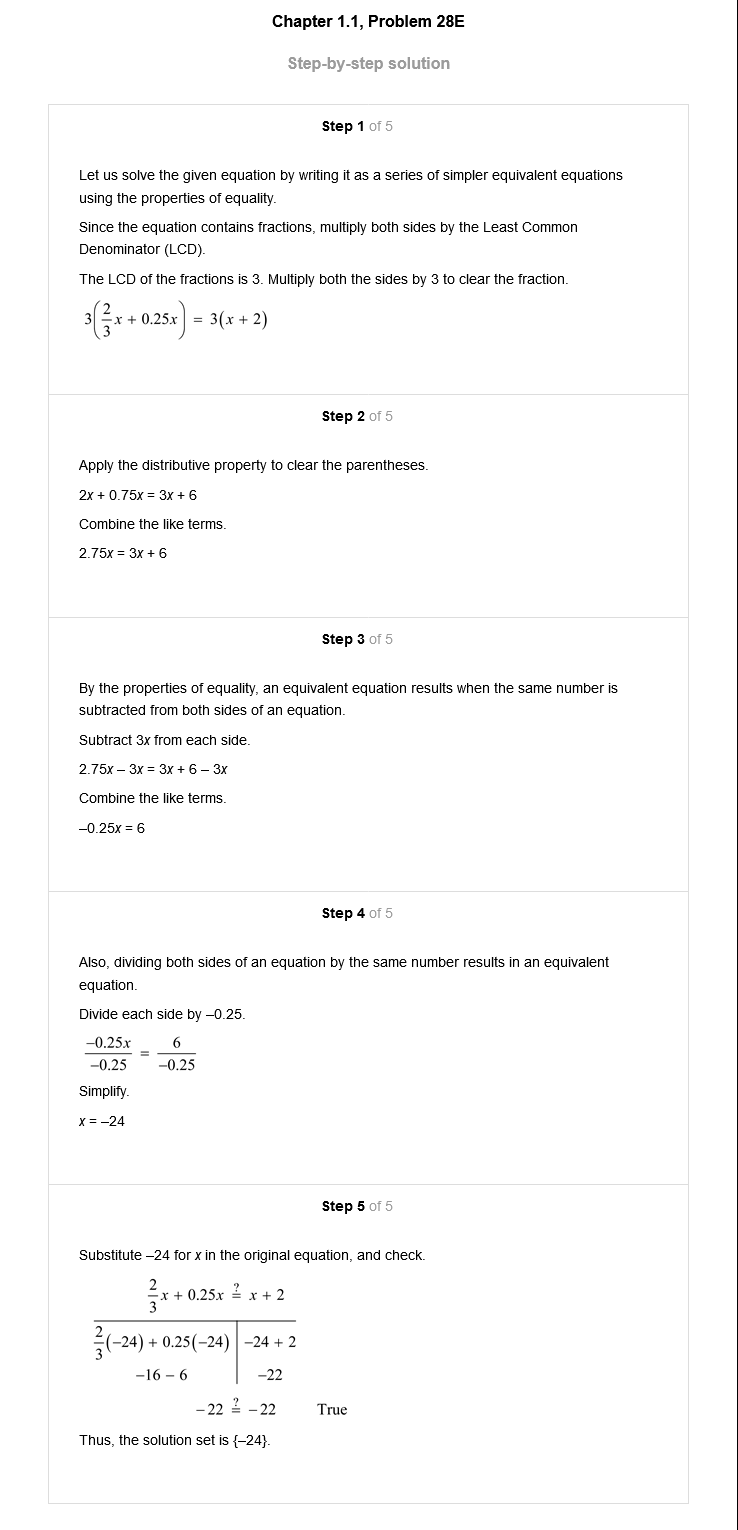 Chapter 1.1, Problem 28E
Step-by-step solution
Step 1 of 5
Let us solve the given equation by writing it as a series of simpler equivalent equations
using the properties of equality.
Since the equation contains fractions, multiply both sides by the Least Common
Denominator (LCD).
The LCD of the fractions is 3. Multiply both the sides by 3 to clear the fraction.
3(2/3 x + 0.25x) = 3(x + 2)
Step 2 of 5
Apply the distributive property to clear the parentheses.
2x + 0.75x = 3x + 6
Combine the like terms.
2.75x = 3x + 6
Step 3 of 5
By the properties of equality, an equivalent equation results when the same number is
subtracted from both sides of an equation.
Subtract 3x from each side.
2.75x – 3x = 3x + 6 – 3x
Combine the like terms.
–0.25x = 6
Step 4 of 5
Also, dividing both sides of an equation by the same number results in an equivalent
equation.
Divide each side by –0.25.
−0.25x/−0.25 = 6/−0.25
Simplify.
x = –24
Step 5 of 5
Substitute –24 for x in the original equation, and check.
2/3 x + 0.25x ≟ x + 2
2/3(−24) + 0.25(−24) | −24 + 2
−16 − 6 | −22
−22 ≟ −22 True
Thus, the solution set is {–24}.